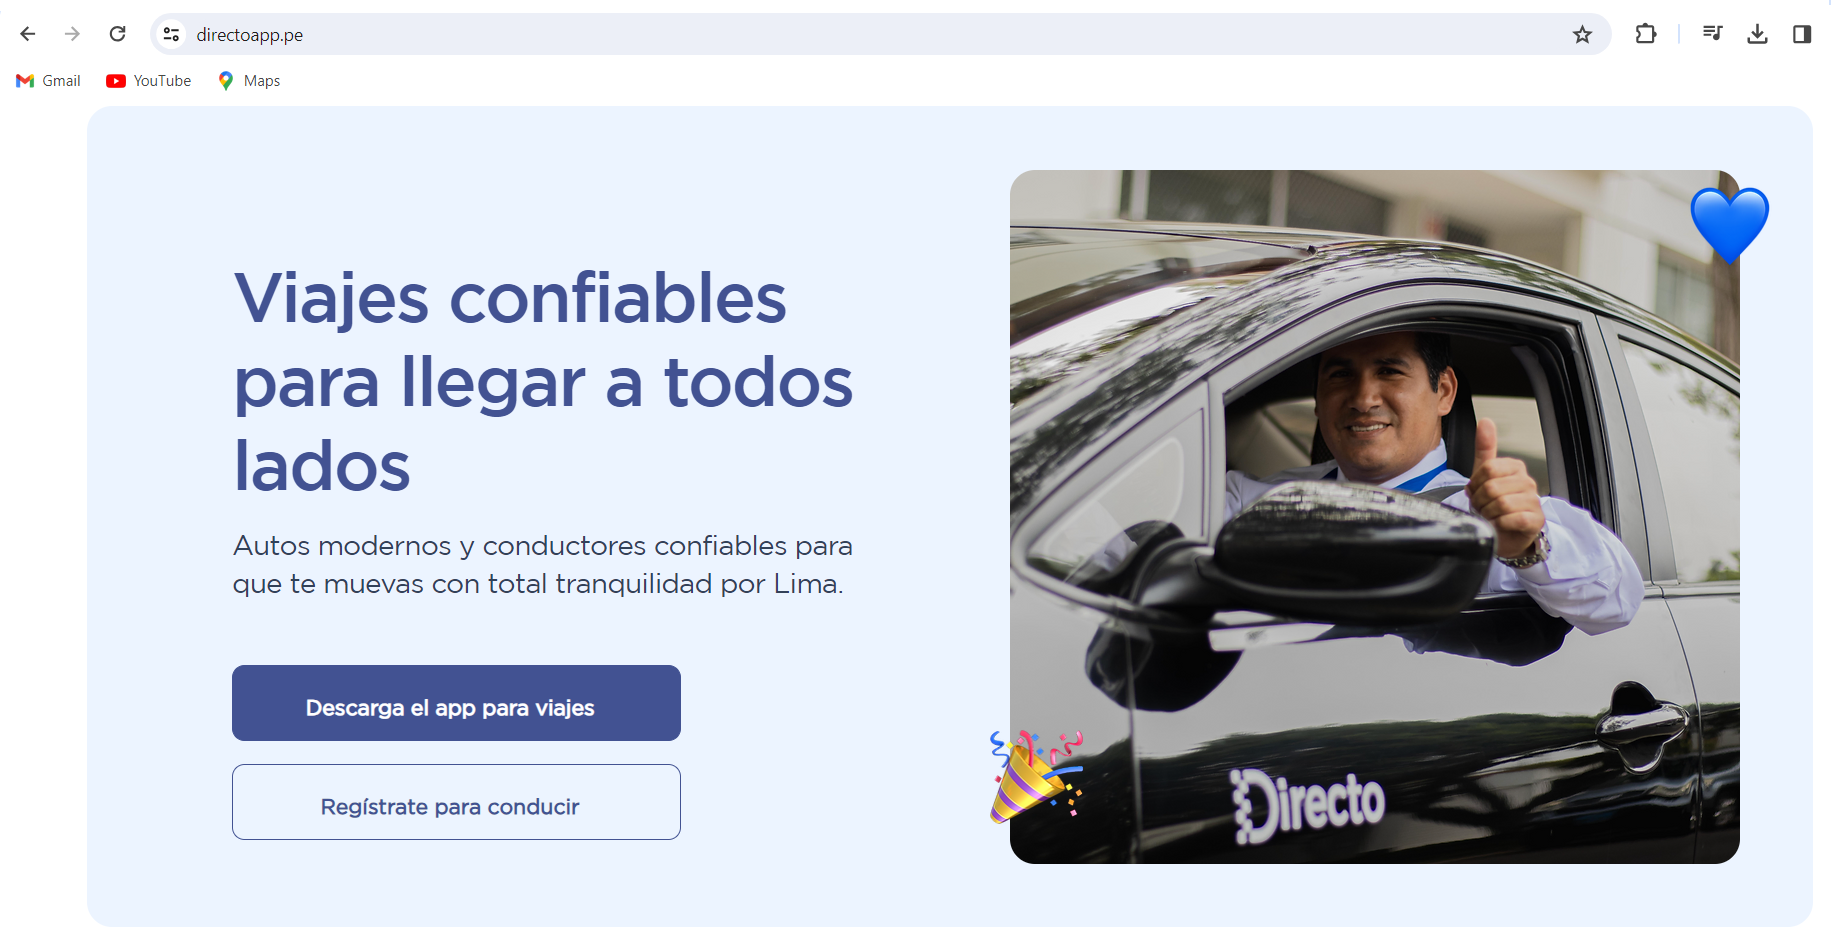 directoapp.pe
Gmail YouTube Maps
Viajes confiables
para llegar a todos
lados
Autos modernos y conductores confiables para
que te muevas con total tranquilidad por Lima.
Descarga el app para viajes
Regístrate para conducir
Directo